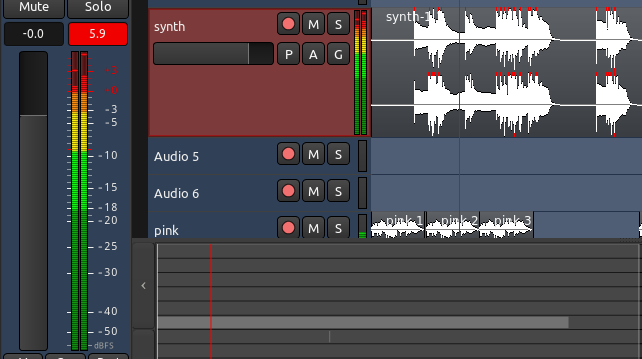 Mute Solo
-0.0 5.9
+3
+0
-3
-5
-10
-15
-18
-20
-25
-30
-40
-50
dBFS
synth M S
P A G
synth-1
Audio 5 M S
Audio 6 M S
pink M S
pink-1 pink-2 pink-3